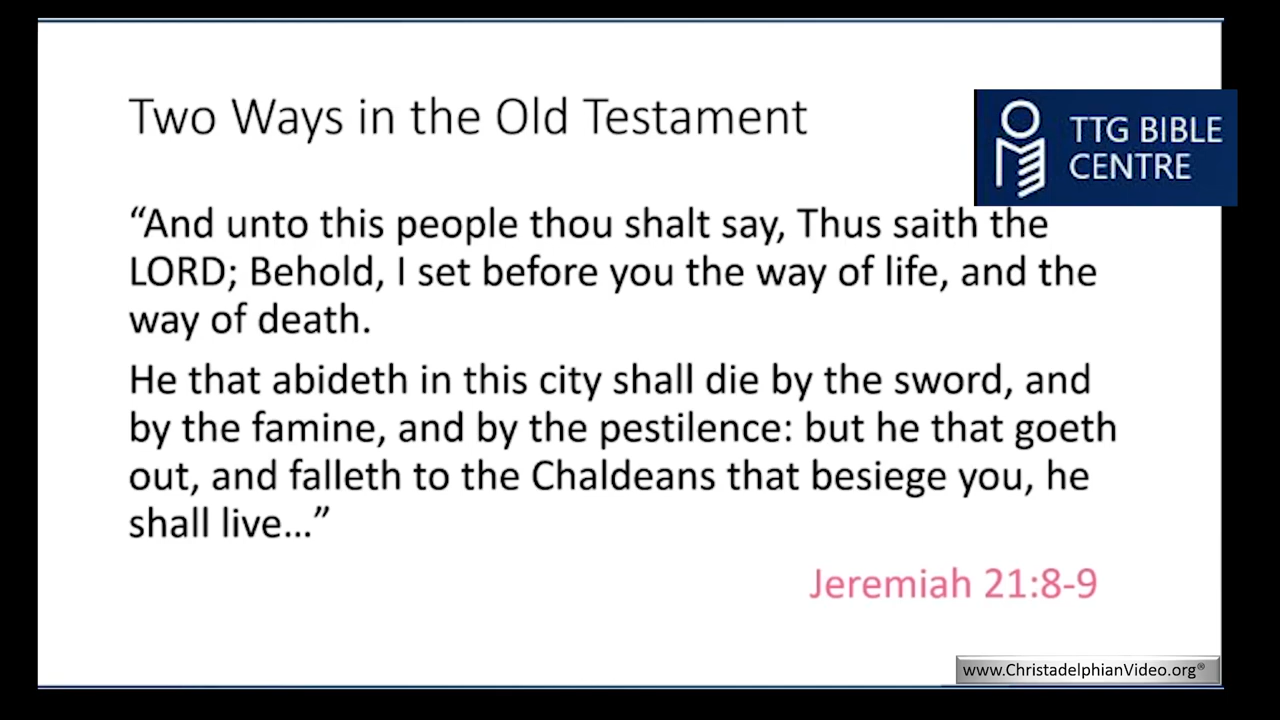 Two Ways in the Old Testament
TTG BIBLE
CENTRE
“And unto this people thou shalt say, Thus saith the
LORD; Behold, I set before you the way of life, and the
way of death.
He that abideth in this city shall die by the sword, and
by the famine, and by the pestilence: but he that goeth
out, and falleth to the Chaldeans that besiege you, he
shall live…”
Jeremiah 21:8-9
www.ChristadelphianVideo.org®